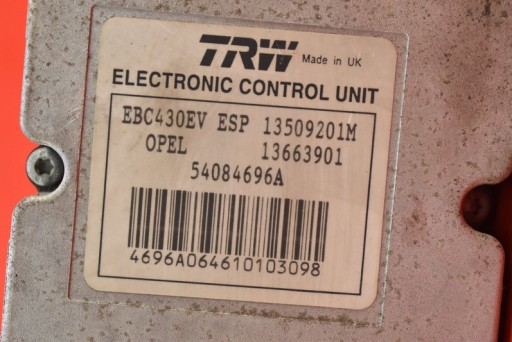 TRW Made in UK
ELECTRONIC CONTROL UNIT
EBC430EV ESP 13509201M
OPEL 13663901
54084696A
4696A064610103098